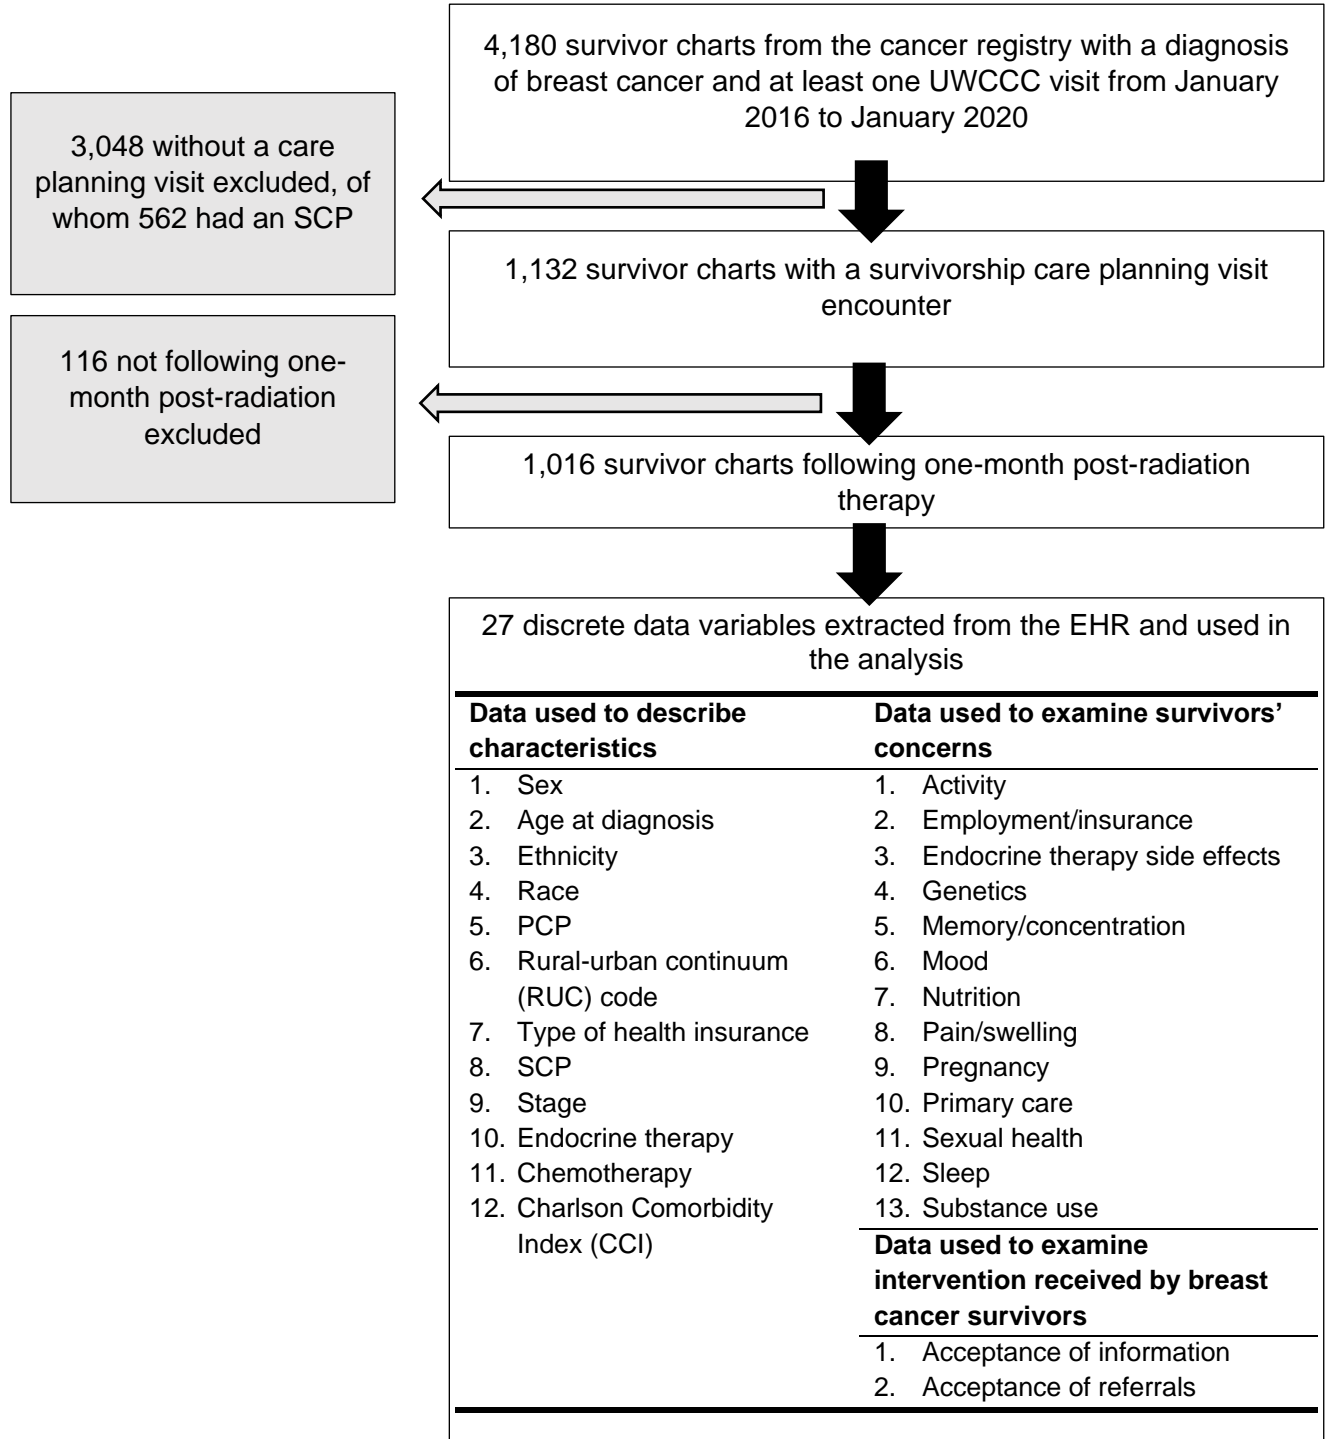 4,180 survivor charts from the cancer registry with a diagnosis
of breast cancer and at least one UWCCC visit from January
2016 to January 2020
3,048 without a care
planning visit excluded, of
whom 562 had an SCP
1,132 survivor charts with a survivorship care planning visit
encounter
116 not following one-
month post-radiation
excluded
1,016 survivor charts following one-month post-radiation
therapy
27 discrete data variables extracted from the EHR and used in
the analysis
Data used to describe
characteristics
1. Sex
2. Age at diagnosis
3. Ethnicity
4. Race
5. PCP
6. Rural-urban continuum
(RUC) code
7. Type of health insurance
8. SCP
9. Stage
10. Endocrine therapy
11. Chemotherapy
12. Charlson Comorbidity
Index (CCI)
Data used to examine survivors’
concerns
1. Activity
2. Employment/insurance
3. Endocrine therapy side effects
4. Genetics
5. Memory/concentration
6. Mood
7. Nutrition
8. Pain/swelling
9. Pregnancy
10. Primary care
11. Sexual health
12. Sleep
13. Substance use
Data used to examine
intervention received by breast
cancer survivors
1. Acceptance of information
2. Acceptance of referrals